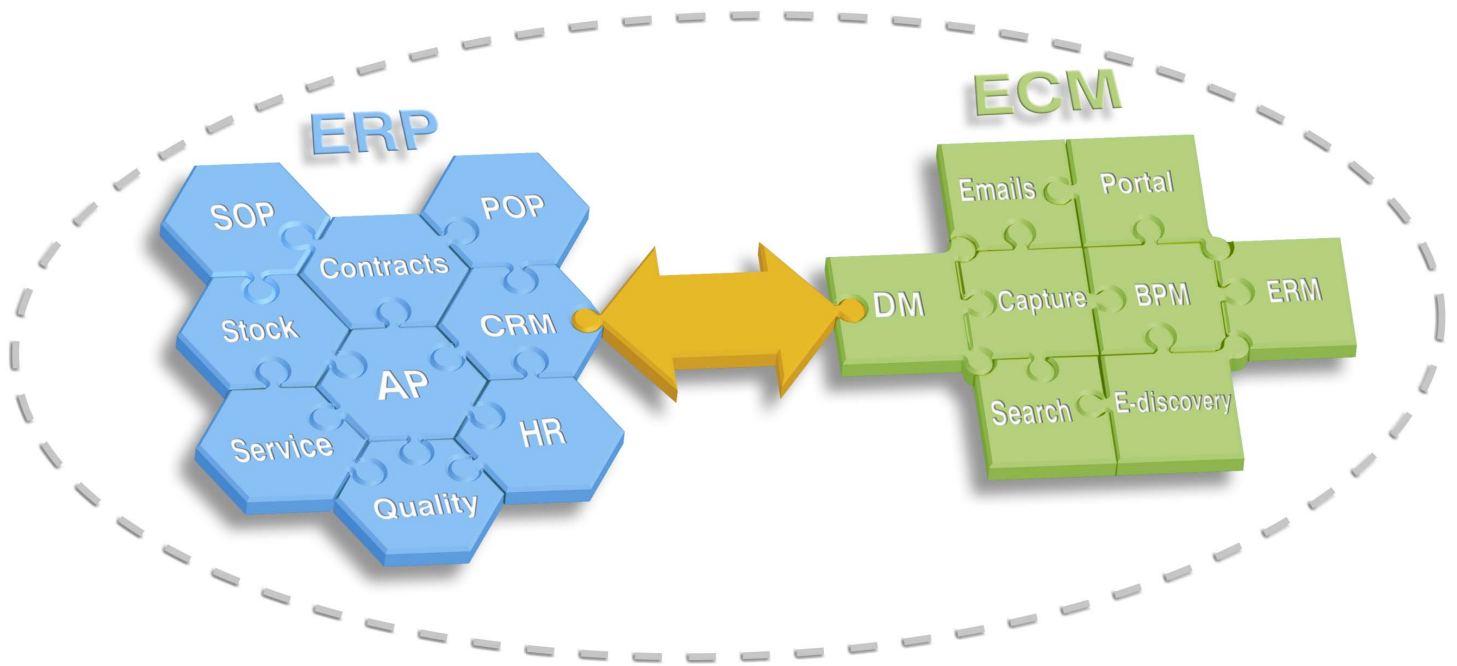 ERP
SOP
POP
Contracts
Stock
CRM
AP
Service
HR
Quality
ECM
Emails
Portal
DM
Capture
BPM
ERM
Search
E-discovery